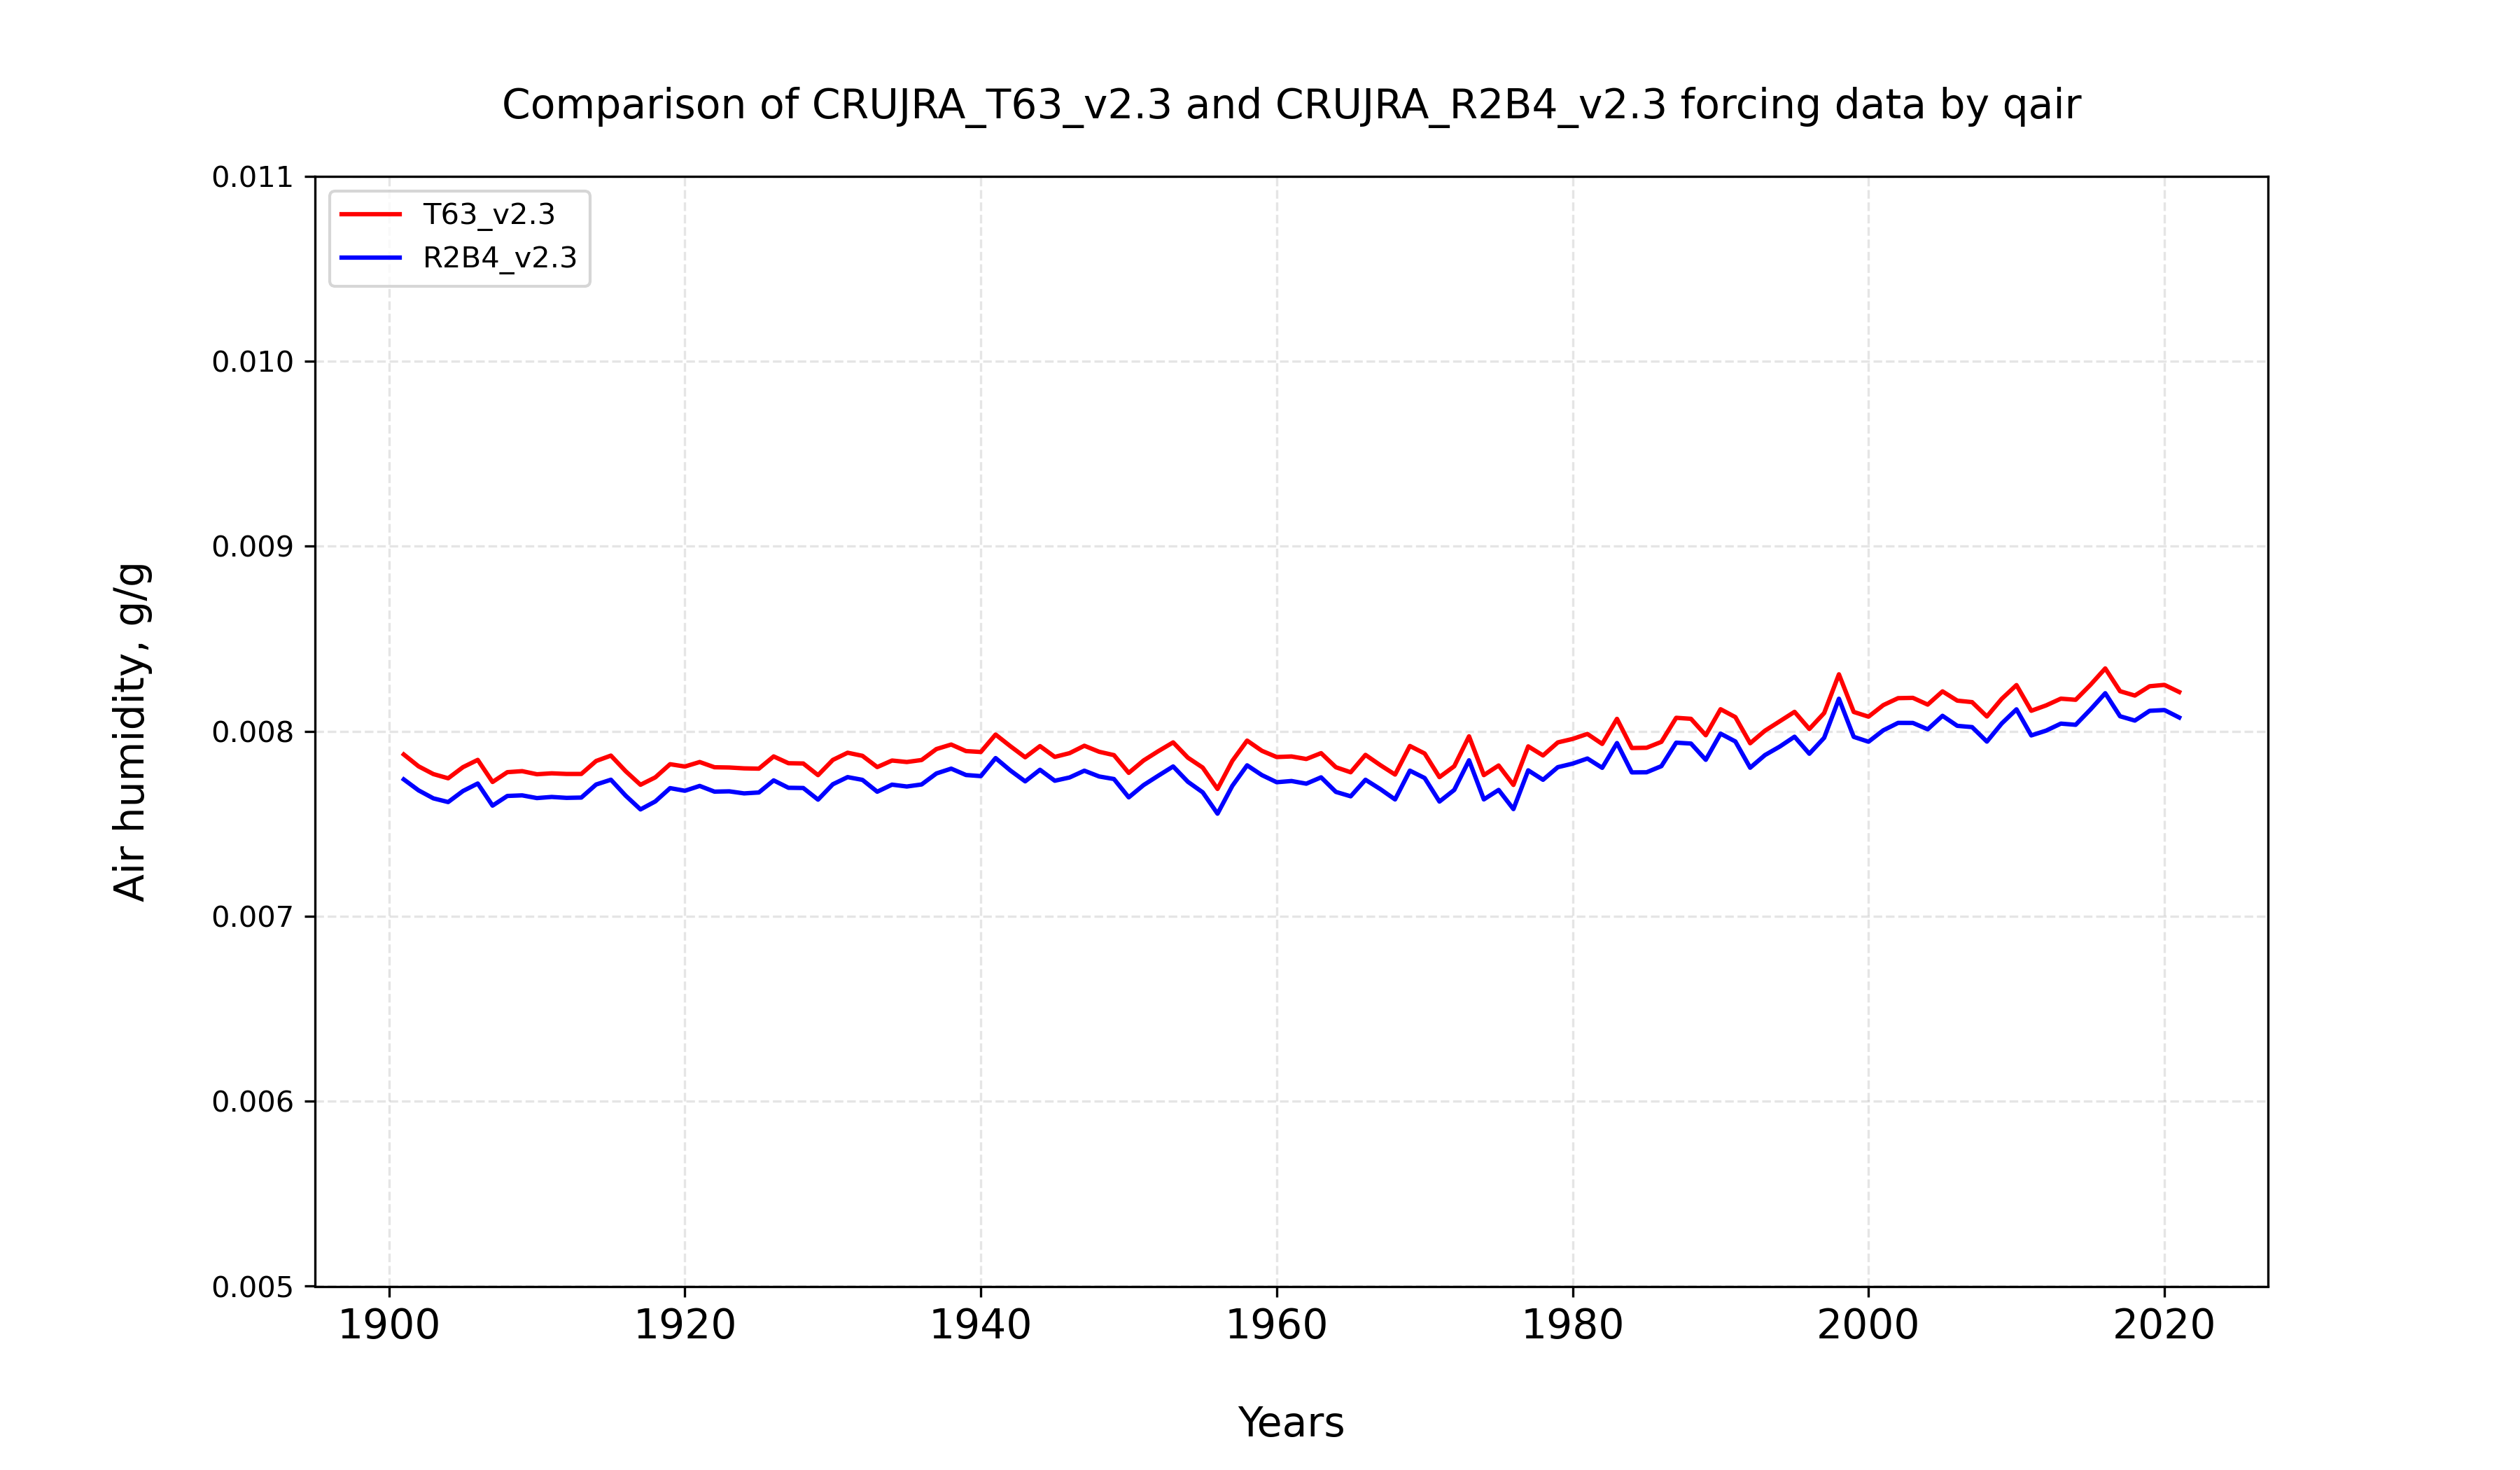 Comparison of CRUJRA_T63_v2.3 and CRUJRA_R2B4_v2.3 forcing data by qair
T63_v2.3
R2B4_v2.3
Air humidity, g/g
0.011
0.010
0.009
0.008
0.007
0.006
0.005
1900 1920 1940 1960 1980 2000 2020
Years